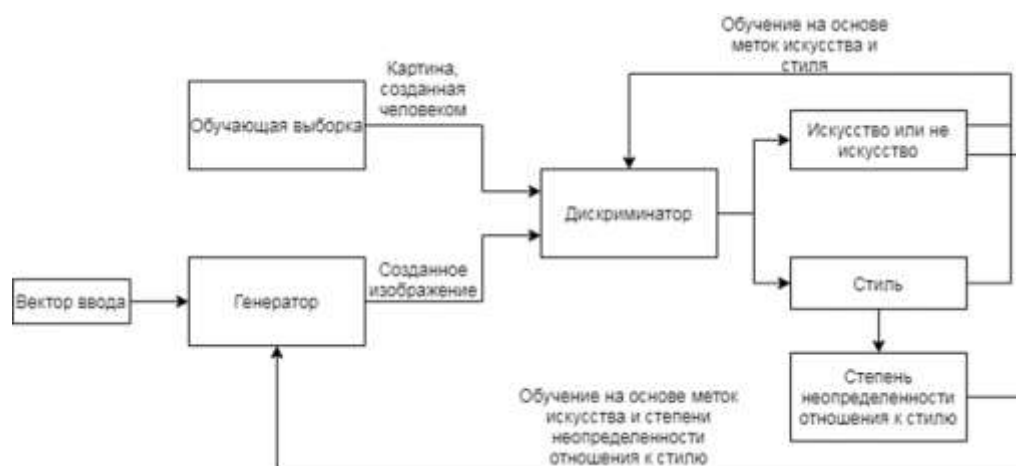 Обучение на основе
меток искусства и
стиля
Картина,
созданная
человеком
Обучающая выборка
Искусство или не
искусство
Дискриминатор
Созданное
изображение
Вектор ввода
Генератор
Стиль
Степень
неопределенности
отношения к стилю
Обучение на основе меток
искусства и степени
неопределенности
отношения к стилю